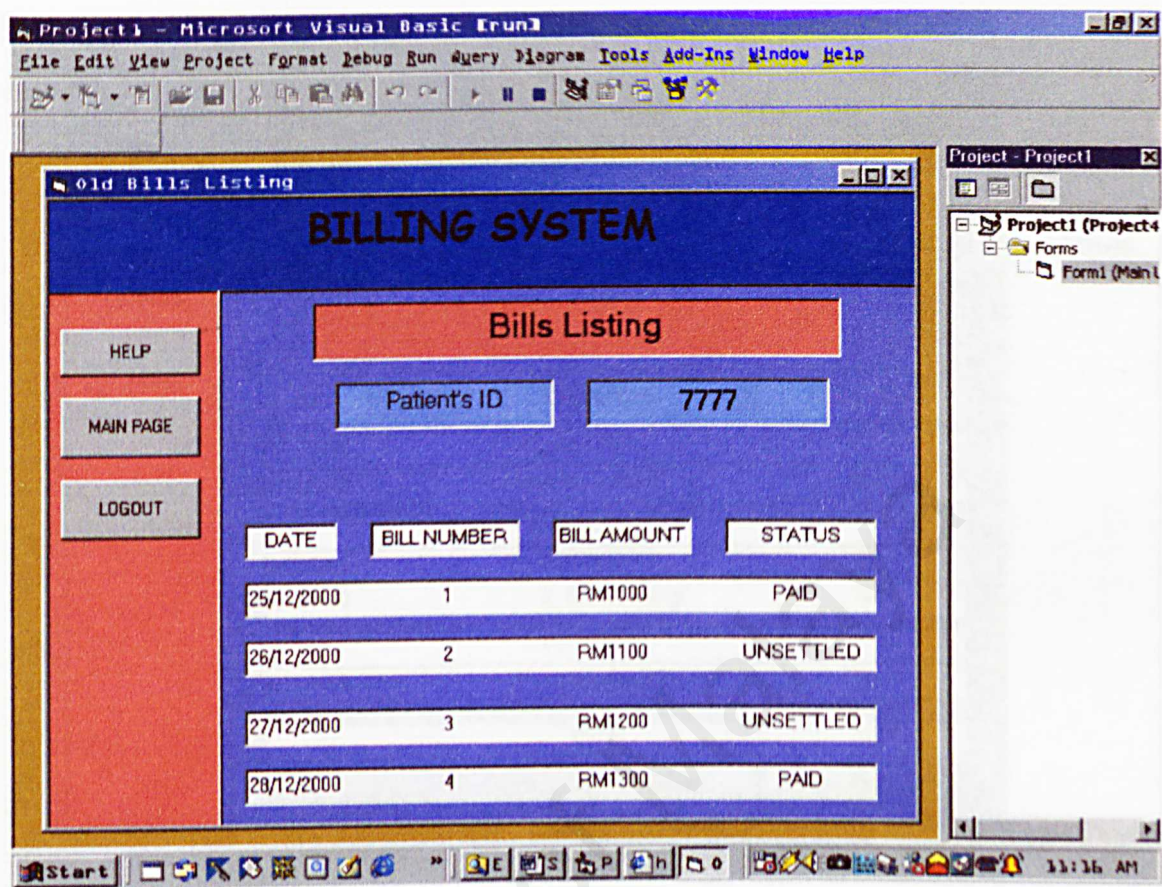 Project1 - Microsoft Visual Basic [run]
File Edit View Project Format Debug Run Query Diagram Tools Add-Ins Window Help
Project - Project1
Project1 (Project4
Forms
Form1 (Main
Old Bills Listing
BILLING SYSTEM
HELP
MAIN PAGE
LOGOUT
Bills Listing
Patient's ID 7777
DATE BILL NUMBER BILL AMOUNT STATUS
25/12/2000 1 RM1000 PAID
26/12/2000 2 RM1100 UNSETTLED
27/12/2000 3 RM1200 UNSETTLED
28/12/2000 4 RM1300 PAID
Start E S P h O 11:16 AM